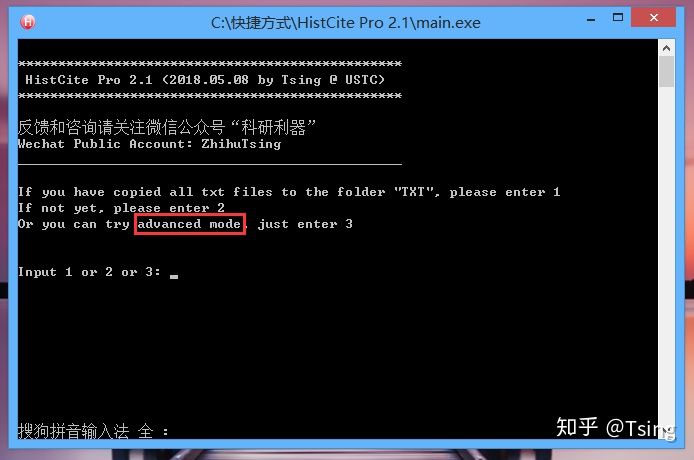 C:\快捷方式\HistCite Pro 2.1\main.exe
**************************************************
HistCite Pro 2.1 (2018.05.08 by Tsing @ USTC)
**************************************************
反馈和咨询请关注微信公众号“科研利器”
Wechat Public Account: ZhihuTsing
If you have copied all txt files to the folder "TXT", please enter 1
If not yet, please enter 2
Or you can try advanced mode, just enter 3
Input 1 or 2 or 3: _
搜狗拼音输入法 全 :
知乎 @Tsing